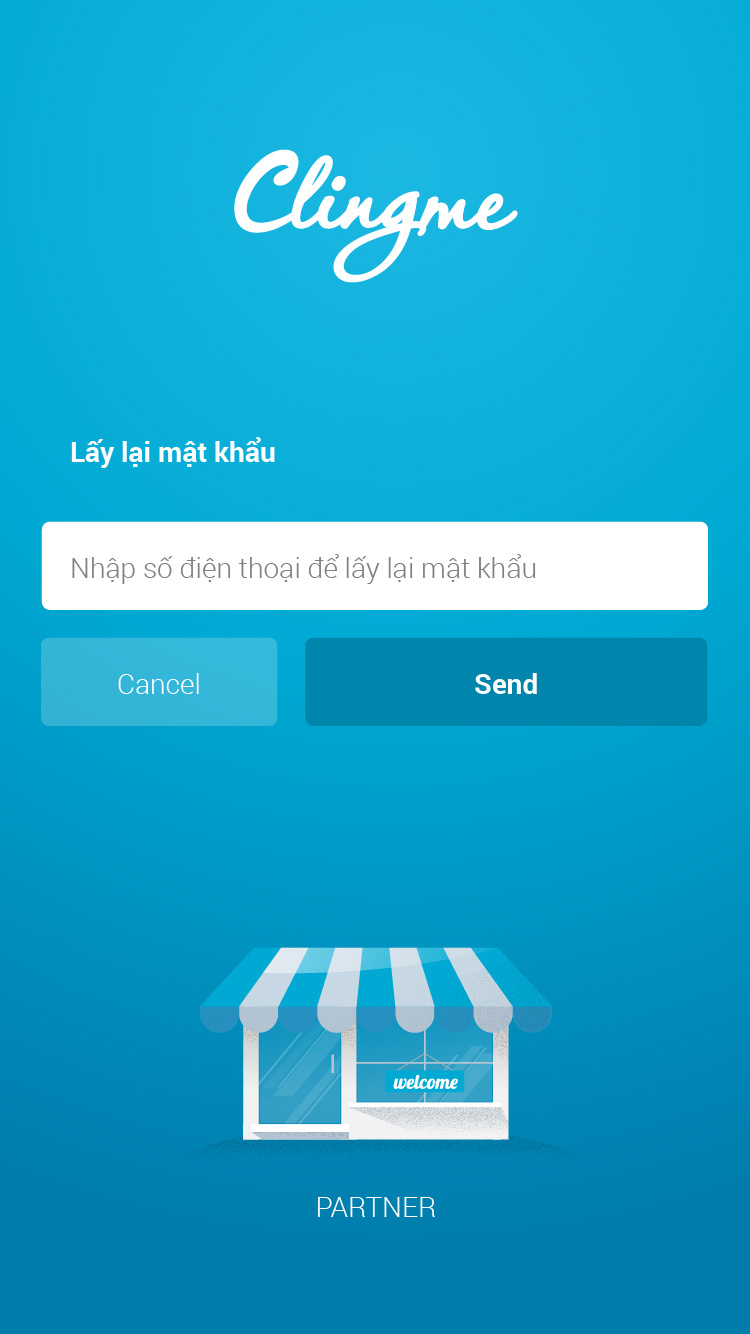 Clingme
Lấy lại mật khẩu
Nhập số điện thoại để lấy lại mật khẩu
Cancel
Send
welcome
PARTNER